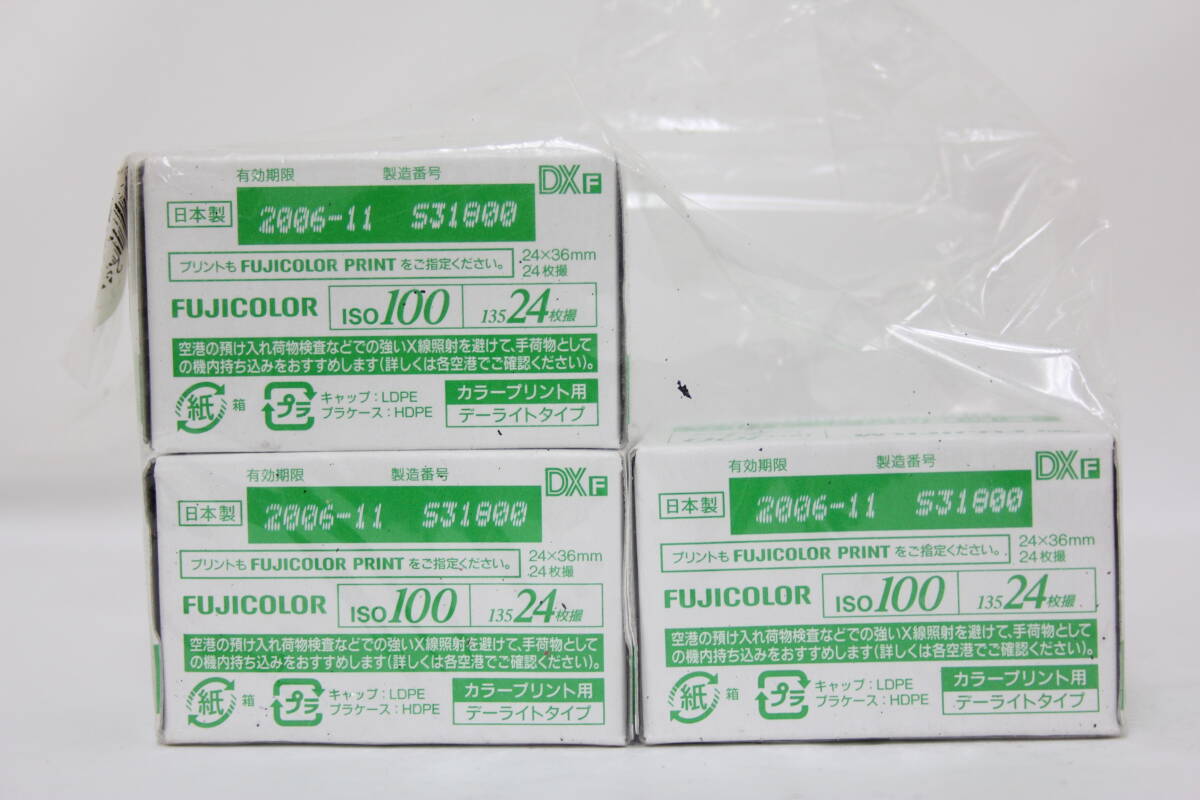 有効期限 製造番号 DXF
日本製 2006-11 S31800
プリントも FUJICOLOR PRINT をご指定ください。 24×36mm
24枚撮
FUJICOLOR ISO100 135 24枚撮
空港の預け入れ荷物検査などでの強いX線照射を避けて、手荷物として
の機内持ち込みをおすすめします(詳しくは各空港でご確認ください)。
紙 箱 プラ キャップ:LDPE カラープリント用
プラケース:HDPE デーライトタイプ
有効期限 製造番号 DXF
日本製 2006-11 S31800
プリントも FUJICOLOR PRINT をご指定ください。 24×36mm
24枚撮
FUJICOLOR ISO100 135 24枚撮
空港の預け入れ荷物検査などでの強いX線照射を避けて、手荷物として
の機内持ち込みをおすすめします(詳しくは各空港でご確認ください)。
紙 箱 プラ キャップ:LDPE カラープリント用
プラケース:HDPE デーライトタイプ
有効期限 製造番号 DXF
日本製 2006-11 S31800
プリントも FUJICOLOR PRINT をご指定ください。 24×36mm
24枚撮
FUJICOLOR ISO100 135 24枚撮
空港の預け入れ荷物検査などでの強いX線照射を避けて、手荷物として
の機内持ち込みをおすすめします(詳しくは各空港でご確認ください)。
紙 箱 プラ キャップ:LDPE カラープリント用
プラケース:HDPE デーライトタイプ